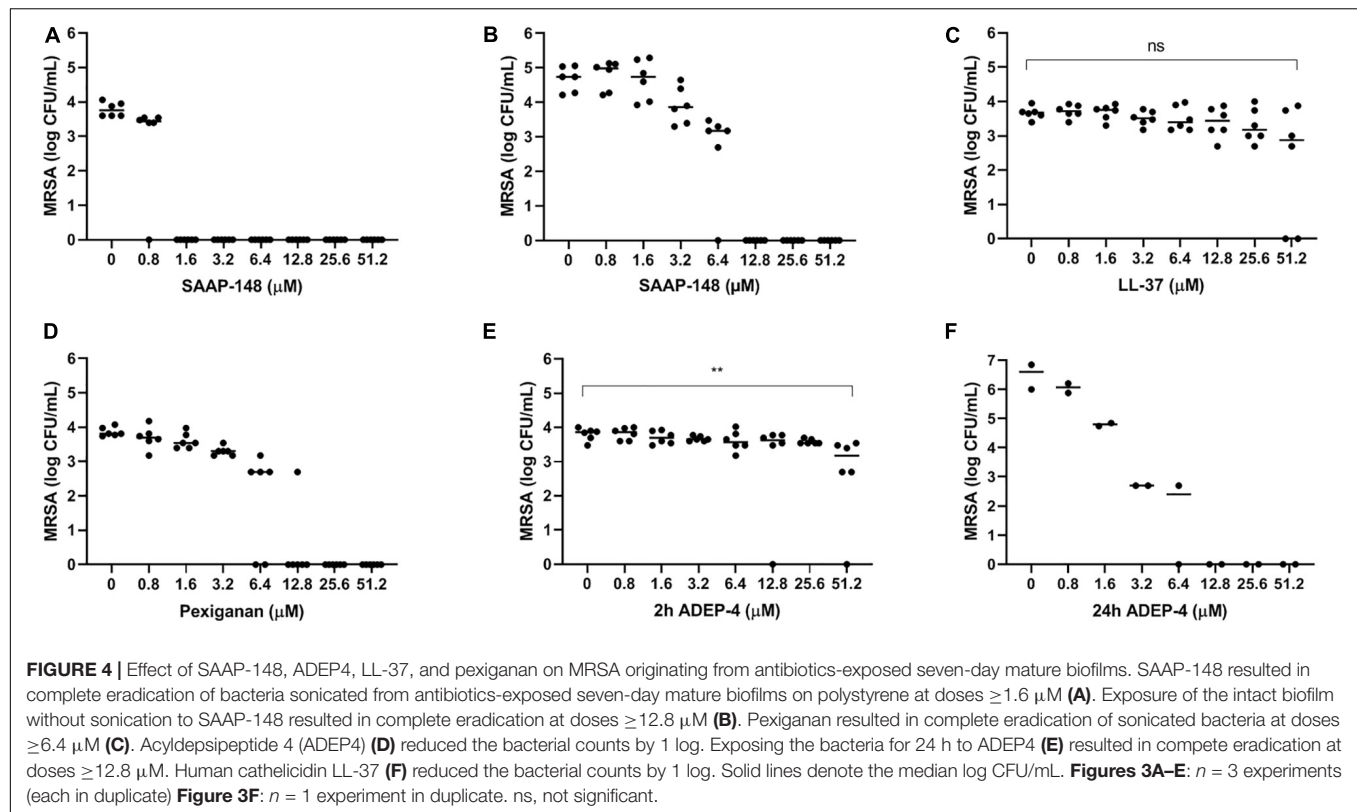 A
MRSA (log CFU/mL)
6
5
4
3
2
1
0
0 0.8 1.6 3.2 6.4 12.8 25.6 51.2
SAAP-148 (μM)
B
MRSA (log CFU/mL)
6
5
4
3
2
1
0
0 0.8 1.6 3.2 6.4 12.8 25.6 51.2
SAAP-148 (μM)
C
ns
MRSA (log CFU/mL)
6
5
4
3
2
1
0
0 0.8 1.6 3.2 6.4 12.8 25.6 51.2
LL-37 (μM)
D
MRSA (log CFU/mL)
6
5
4
3
2
1
0
0 0.8 1.6 3.2 6.4 12.8 25.6 51.2
Pexiganan (μM)
E
**
MRSA (log CFU/mL)
6
5
4
3
2
1
0
0 0.8 1.6 3.2 6.4 12.8 25.6 51.2
2h ADEP-4 (μM)
F
MRSA (log CFU/mL)
7
6
5
4
3
2
1
0
0 0.8 1.6 3.2 6.4 12.8 25.6 51.2
24h ADEP-4 (μM)
FIGURE 4 | Effect of SAAP-148, ADEP4, LL-37, and pexiganan on MRSA originating from antibiotics-exposed seven-day mature biofilms. SAAP-148 resulted in
complete eradication of bacteria sonicated from antibiotics-exposed seven-day mature biofilms on polystyrene at doses ≥1.6 μM (A). Exposure of the intact biofilm
without sonication to SAAP-148 resulted in complete eradication at doses ≥12.8 μM (B). Pexiganan resulted in complete eradication of sonicated bacteria at doses
≥6.4 μM (C). Acyldepsipeptide 4 (ADEP4) (D) reduced the bacterial counts by 1 log. Exposing the bacteria for 24 h to ADEP4 (E) resulted in compete eradication at
doses ≥12.8 μM. Human cathelicidin LL-37 (F) reduced the bacterial counts by 1 log. Solid lines denote the median log CFU/mL. Figures 3A–E: n = 3 experiments
(each in duplicate) Figure 3F: n = 1 experiment in duplicate. ns, not significant.